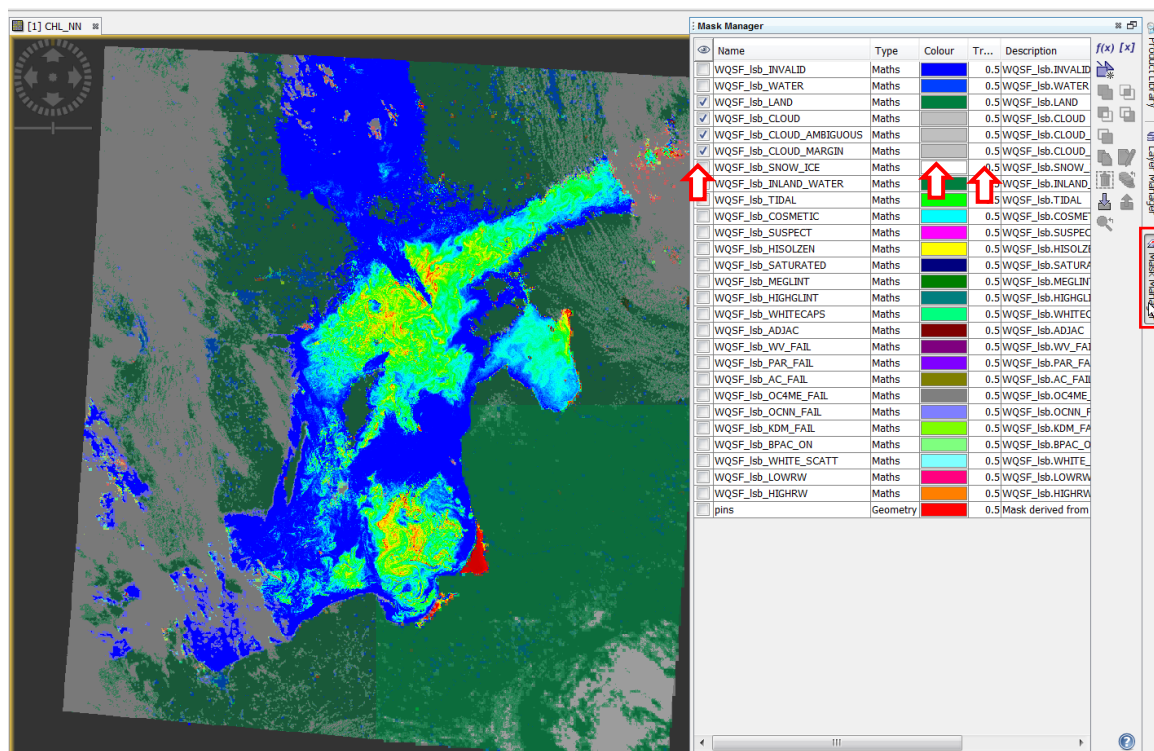 [1] CHL_NN
Mask Manager
Name Type Colour Tr... Description
f(x) [x]
WQSF_lsb_INVALID Maths 0.5 WQSF_lsb.INVALID
WQSF_lsb_WATER Maths 0.5 WQSF_lsb.WATER
WQSF_lsb_LAND Maths 0.5 WQSF_lsb.LAND
WQSF_lsb_CLOUD Maths 0.5 WQSF_lsb.CLOUD
WQSF_lsb_CLOUD_AMBIGUOUS Maths 0.5 WQSF_lsb.CLOUD_
WQSF_lsb_CLOUD_MARGIN Maths 0.5 WQSF_lsb.CLOUD_
WQSF_lsb_SNOW_ICE Maths 0.5 WQSF_lsb.SNOW_
WQSF_lsb_INLAND_WATER Maths 0.5 WQSF_lsb.INLAND_
WQSF_lsb_TIDAL Maths 0.5 WQSF_lsb.TIDAL
WQSF_lsb_COSMETIC Maths 0.5 WQSF_lsb.COSMET
WQSF_lsb_SUSPECT Maths 0.5 WQSF_lsb.SUSPEC
WQSF_lsb_HISOLZEN Maths 0.5 WQSF_lsb.HISOLZE
WQSF_lsb_SATURATED Maths 0.5 WQSF_lsb.SATURA
WQSF_lsb_MEGLINT Maths 0.5 WQSF_lsb.MEGLINT
WQSF_lsb_HIGHGLINT Maths 0.5 WQSF_lsb.HIGHGLI
WQSF_lsb_WHITECAPS Maths 0.5 WQSF_lsb.WHITEC
WQSF_lsb_ADJAC Maths 0.5 WQSF_lsb.ADJAC
WQSF_lsb_WV_FAIL Maths 0.5 WQSF_lsb.WV_FAI
WQSF_lsb_PAR_FAIL Maths 0.5 WQSF_lsb.PAR_FA
WQSF_lsb_AC_FAIL Maths 0.5 WQSF_lsb.AC_FAIL
WQSF_lsb_OC4ME_FAIL Maths 0.5 WQSF_lsb.OC4ME_
WQSF_lsb_OCNN_FAIL Maths 0.5 WQSF_lsb.OCNN_F
WQSF_lsb_KDM_FAIL Maths 0.5 WQSF_lsb.KDM_FA
WQSF_lsb_BPAC_ON Maths 0.5 WQSF_lsb.BPAC_O
WQSF_lsb_WHITE_SCATT Maths 0.5 WQSF_lsb.WHITE_
WQSF_lsb_LOWRW Maths 0.5 WQSF_lsb.LOWRW
WQSF_lsb_HIGHRW Maths 0.5 WQSF_lsb.HIGHRW
pins Geometry 0.5 Mask derived from
Product Library
Layer Manager